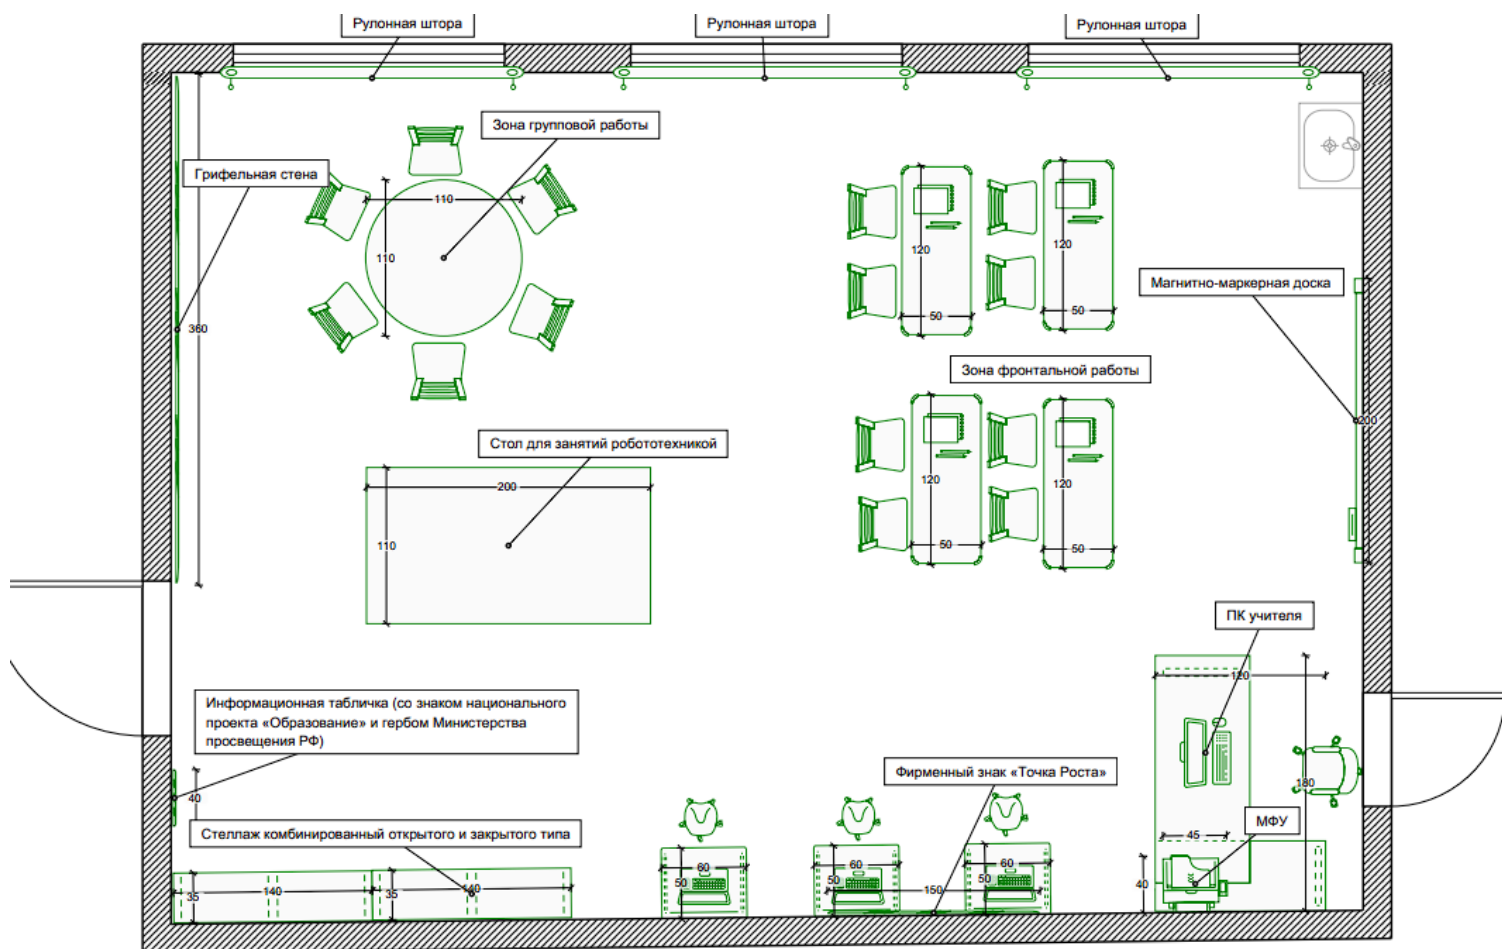 Рулонная штора
Рулонная штора
Рулонная штора
Зона групповой работы
Грифельная стена
110
110
360
120
50
120
50
Магнитно-маркерная доска
200
Зона фронтальной работы
Стол для занятий робототехникой
200
110
120
50
120
50
ПК учителя
120
180
Информационная табличка (со знаком национального
проекта «Образование» и гербом Министерства
просвещения РФ)
40
Фирменный знак «Точка Роста»
Стеллаж комбинированный открытого и закрытого типа
МФУ
45
40
35
140
35
140
60
50
60
50
150
60
50